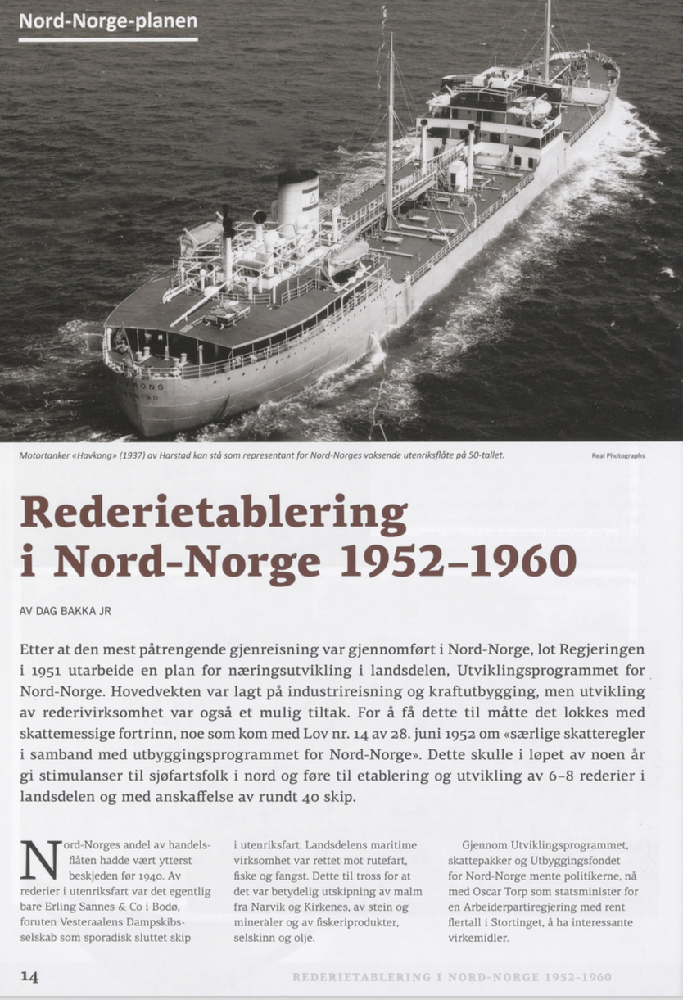 Nord-Norge-planen
Motortanker «Havkong» (1937) av Harstad kan stå som representant for Nord-Norges voksende utenriksflåte på 50-tallet.
Real Photographs
Rederietablering
i Nord-Norge 1952–1960
AV DAG BAKKA JR
Etter at den mest påtrengende gjenreisning var gjennomført i Nord-Norge, lot Regjeringen
i 1951 utarbeide en plan for næringsutvikling i landsdelen, Utviklingsprogrammet for
Nord-Norge. Hovedvekten var lagt på industrireisning og kraftutbygging, men utvikling
av rederivirksomhet var også et mulig tiltak. For å få dette til måtte det lokkes med
skattemessige fortrinn, noe som kom med Lov nr. 14 av 28. juni 1952 om «særlige skatteregler
i samband med utbyggingsprogrammet for Nord-Norge». Dette skulle i løpet av noen år
gi stimulanser til sjøfartsfolk i nord og føre til etablering og utvikling av 6–8 rederier i
landsdelen og med anskaffelse av rundt 40 skip.
Nord-Norges andel av handels-
flåten hadde vært ytterst
beskjeden før 1940. Av
rederier i utenriksfart var det egentlig
bare Erling Sannes & Co i Bodø,
foruten Vesteraalens Dampskibs-
selskab som sporadisk sluttet skip
i utenriksfart. Landsdelens maritime
virksomhet var rettet mot rutefart,
fiske og fangst. Dette til tross for at
det var betydelig utskipning av malm
fra Narvik og Kirkenes, av stein og
mineràler og av fiskeriprodukter,
selskinn og olje.
Gjennom Utviklingsprogrammet,
skattepakker og Utbyggingsfondet
for Nord-Norge mente politikerne, nå
med Oscar Torp som statsminister for
en Arbeiderpartiregjering med rent
flertall i Stortinget, å ha interessante
virkemidler.
14
REDERIETABLERING I NORD-NORGE 1952–1960